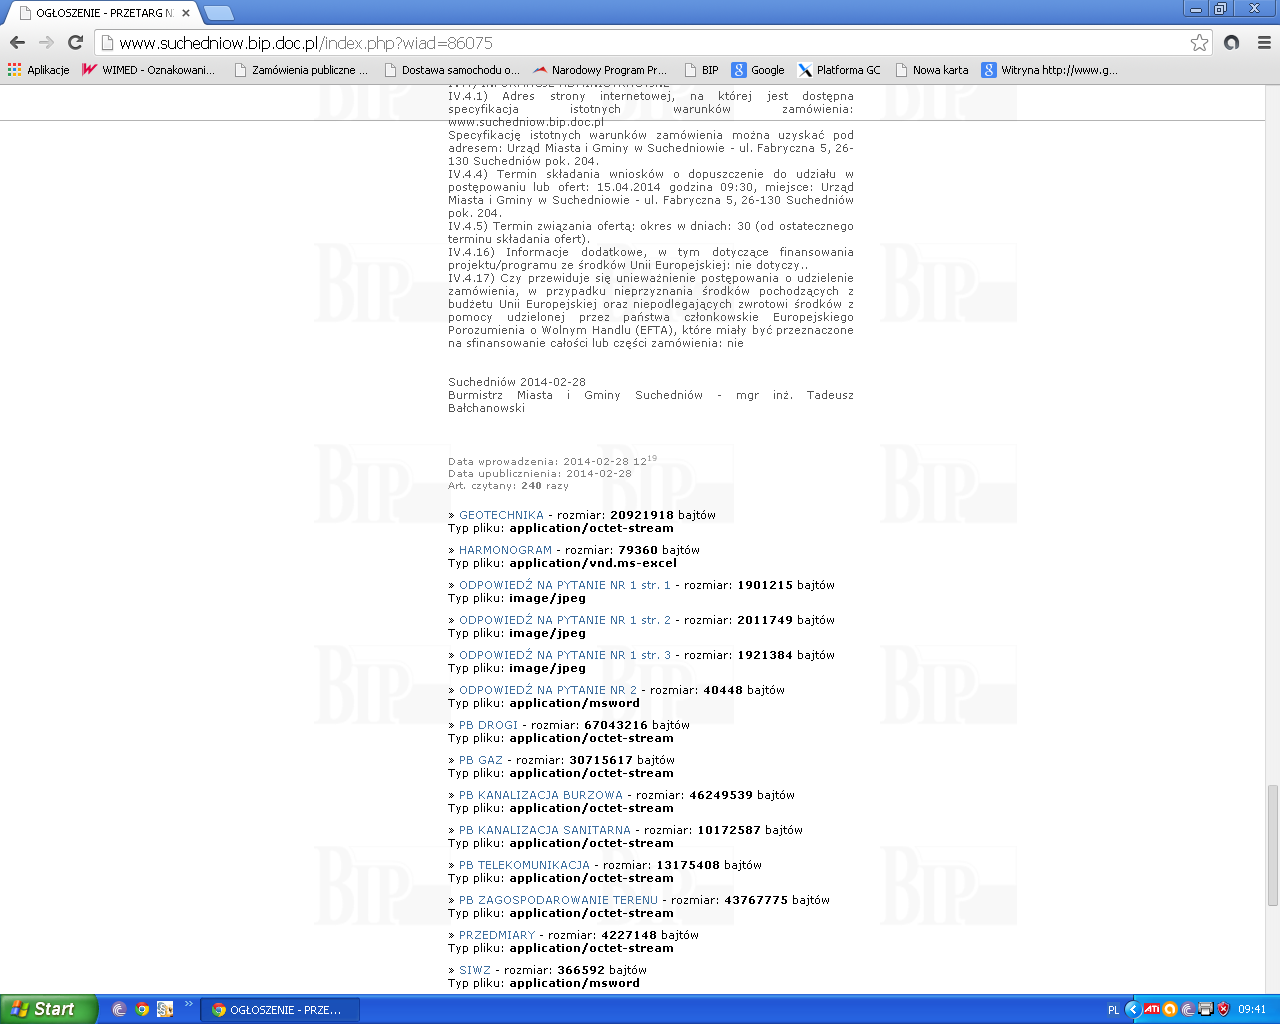 OGŁOSZENIE - PRZETARG N
www.suchedniow.bip.doc.pl/index.php?wiad=86075
Aplikacje WIMED - Oznakowani... Zamówienia publiczne ... Dostawa samochodu o... Narodowy Program Pr... BIP Google Platforma GC Nowa karta Witryna http://www.g...
IV.4.1) Adres strony internetowej, na której jest dostępna
specyfikacja istotnych warunków zamówienia:
www.suchedniow.bip.doc.pl
Specyfikację istotnych warunków zamówienia można uzyskać pod
adresem: Urząd Miasta i Gminy w Suchedniowie - ul. Fabryczna 5, 26-
130 Suchedniów pok. 204.
IV.4.4) Termin składania wniosków o dopuszczenie do udziału w
postępowaniu lub ofert: 15.04.2014 godzina 09:30, miejsce: Urząd
Miasta i Gminy w Suchedniowie - ul. Fabryczna 5, 26-130 Suchedniów
pok. 204.
IV.4.5) Termin związania ofertą: okres w dniach: 30 (od ostatecznego
terminu składania ofert).
IV.4.16) Informacje dodatkowe, w tym dotyczące finansowania
projektu/programu ze środków Unii Europejskiej: nie dotyczy..
IV.4.17) Czy przewiduje się unieważnienie postępowania o udzielenie
zamówienia, w przypadku nieprzyznania środków pochodzących z
budżetu Unii Europejskiej oraz niepodlegających zwrotowi środków z
pomocy udzielonej przez państwa członkowskie Europejskiego
Porozumienia o Wolnym Handlu (EFTA), które miały być przeznaczone
na sfinansowanie całości lub części zamówienia: nie
Suchedniów 2014-02-28
Burmistrz Miasta i Gminy Suchedniów - mgr inż. Tadeusz
Bałchanowski
Data wprowadzenia: 2014-02-28 12 19
Data upublicznienia: 2014-02-28
Art. czytany: 240 razy
» GEOTECHNIKA - rozmiar: 20921918 bajtów
Typ pliku: application/octet-stream
» HARMONOGRAM - rozmiar: 79360 bajtów
Typ pliku: application/vnd.ms-excel
» ODPOWIEDŹ NA PYTANIE NR 1 str. 1 - rozmiar: 1901215 bajtów
Typ pliku: image/jpeg
» ODPOWIEDŹ NA PYTANIE NR 1 str. 2 - rozmiar: 2011749 bajtów
Typ pliku: image/jpeg
» ODPOWIEDŹ NA PYTANIE NR 1 str. 3 - rozmiar: 1921384 bajtów
Typ pliku: image/jpeg
» ODPOWIEDŹ NA PYTANIE NR 2 - rozmiar: 40448 bajtów
Typ pliku: application/msword
» PB DROGI - rozmiar: 67043216 bajtów
Typ pliku: application/octet-stream
» PB GAZ - rozmiar: 30715617 bajtów
Typ pliku: application/octet-stream
» PB KANALIZACJA BURZOWA - rozmiar: 46249539 bajtów
Typ pliku: application/octet-stream
» PB KANALIZACJA SANITARNA - rozmiar: 10172587 bajtów
Typ pliku: application/octet-stream
» PB TELEKOMUNIKACJA - rozmiar: 13175408 bajtów
Typ pliku: application/octet-stream
» PB ZAGOSPODAROWANIE TERENU - rozmiar: 43767775 bajtów
Typ pliku: application/octet-stream
» PRZEDMIARY - rozmiar: 4227148 bajtów
Typ pliku: application/octet-stream
» SIWZ - rozmiar: 366592 bajtów
Typ pliku: application/msword
Start OGŁOSZENIE - PRZE... PL ATI 09:41